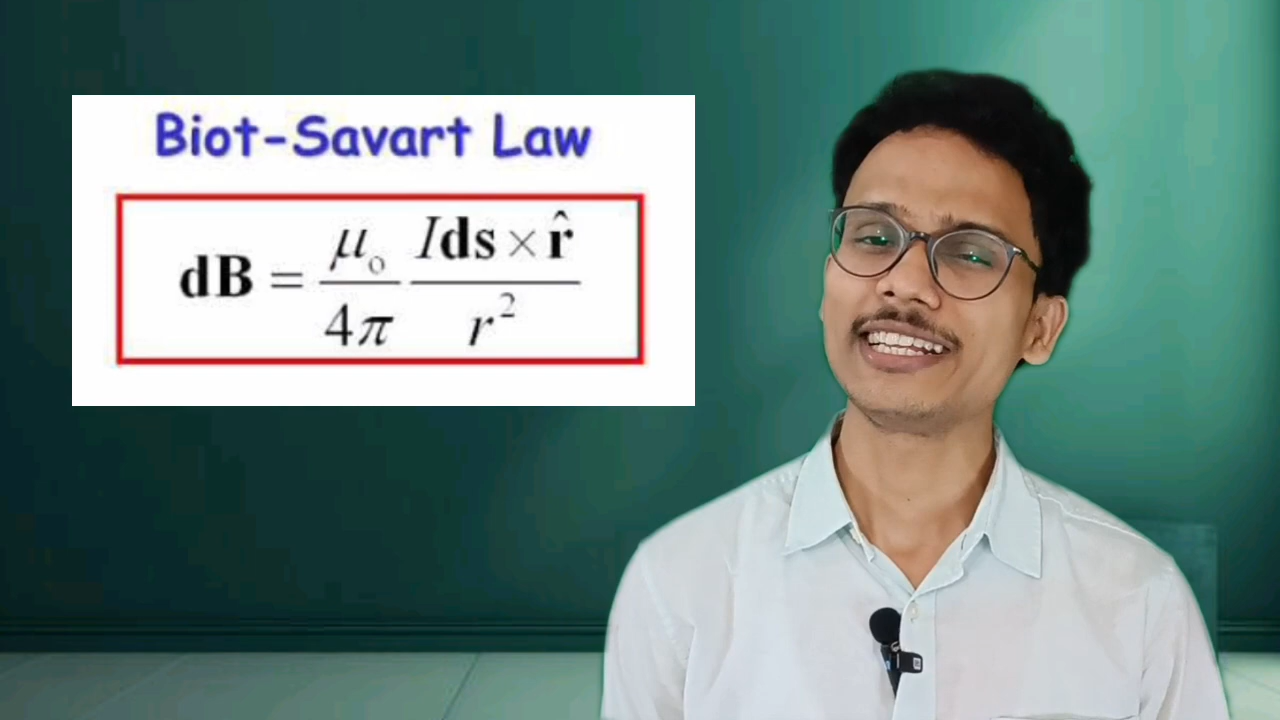 Biot-Savart Law
dB = μ₀/4π Ids × r̂/r²